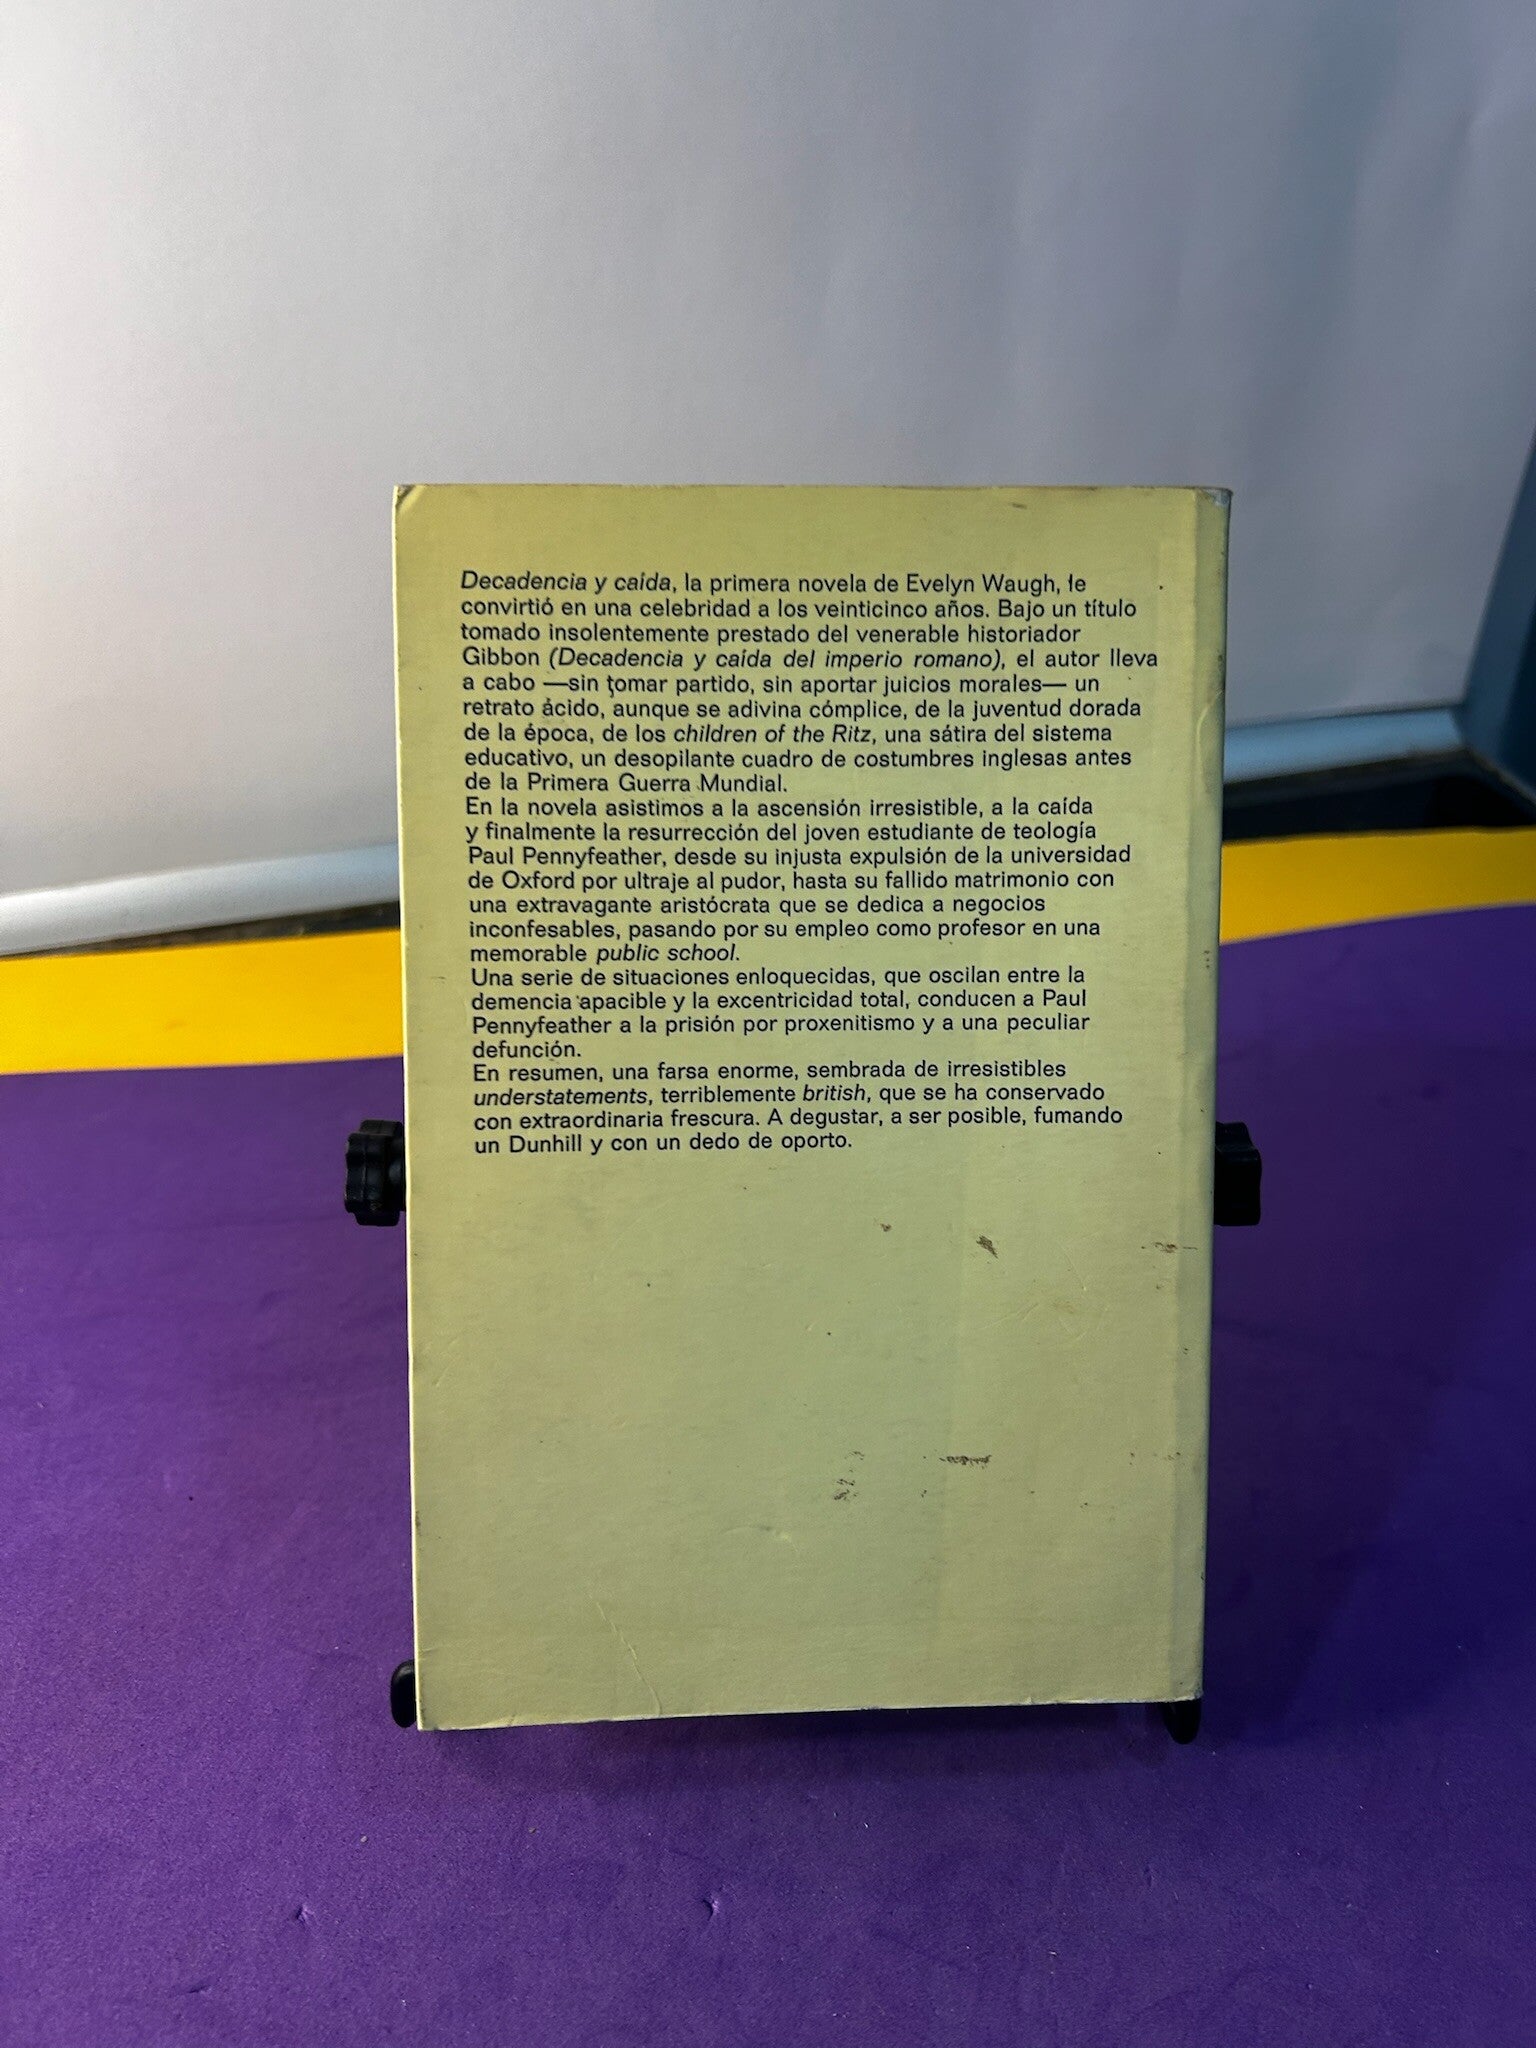 Decadencia y caída, la primera novela de Evelyn Waugh, le
convirtió en una celebridad a los veinticinco años. Bajo un título
tomado insolentemente prestado del venerable historiador
Gibbon (Decadencia y caída del imperio romano), el autor lleva
a cabo —sin tomar partido, sin aportar juicios morales— un
retrato ácido, aunque se adivina cómplice, de la juventud dorada
de la época, de los children of the Ritz, una sátira del sistema
educativo, un desopilante cuadro de costumbres inglesas antes
de la Primera Guerra Mundial.
En la novela asistimos a la ascensión irresistible, a la caída
y finalmente la resurrección del joven estudiante de teología
Paul Pennyfeather, desde su injusta expulsión de la universidad
de Oxford por ultraje al pudor, hasta su fallido matrimonio con
una extravagante aristócrata que se dedica a negocios
inconfesables, pasando por su empleo como profesor en una
memorable public school.
Una serie de situaciones enloquecidas, que oscilan entre la
demencia apacible y la excentricidad total, conducen a Paul
Pennyfeather a la prisión por proxenitismo y a una peculiar
defunción.
En resumen, una farsa enorme, sembrada de irresistibles
understatements, terriblemente british, que se ha conservado
con extraordinaria frescura. A degustar, a ser posible, fumando
un Dunhill y con un dedo de oporto.